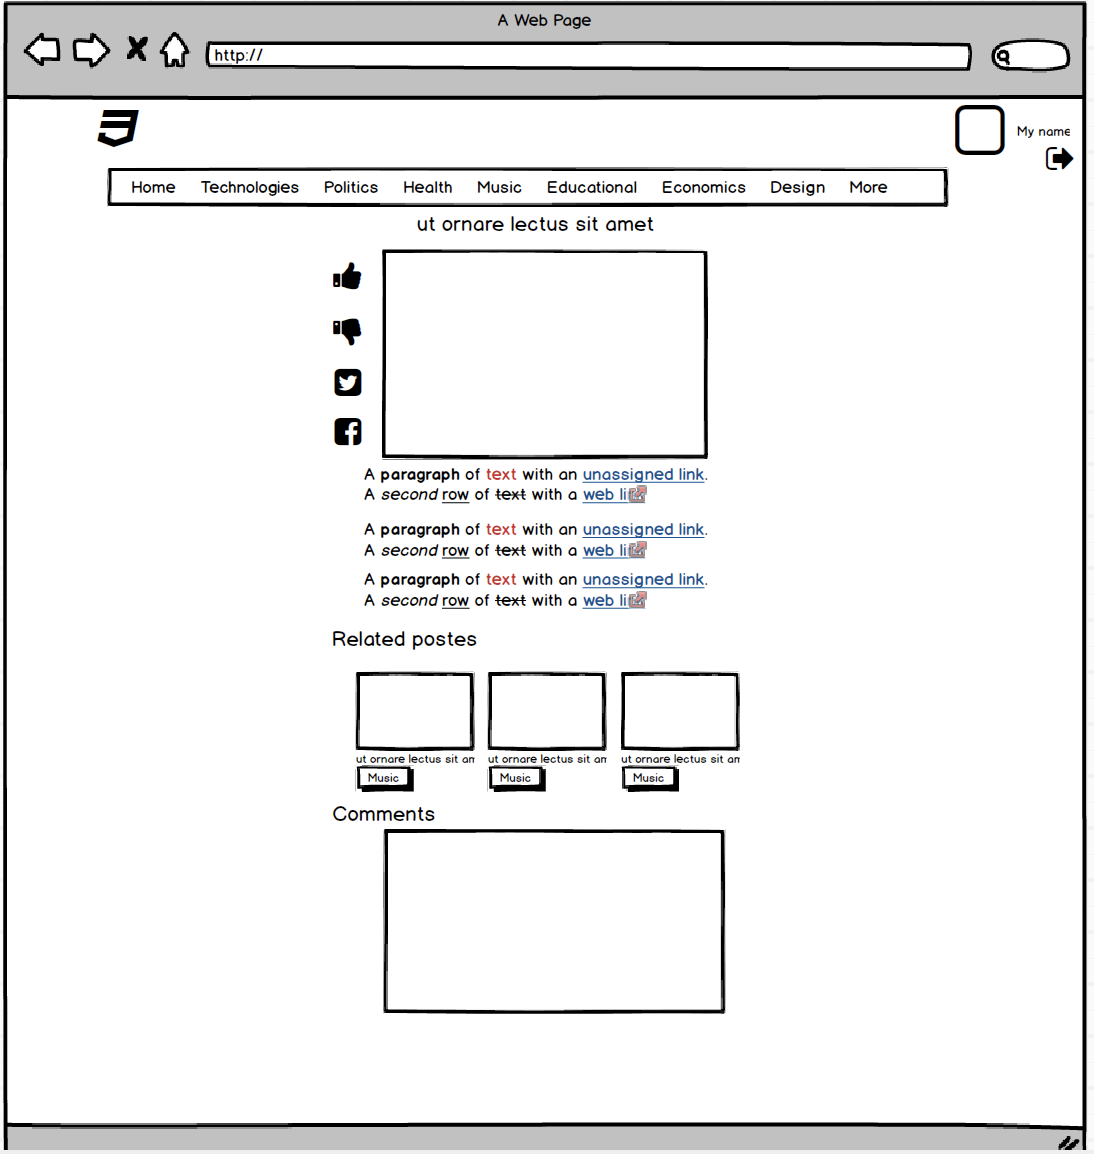 A Web Page
http://
My name
Home Technologies Politics Health Music Educational Economics Design More
ut ornare lectus sit amet
A paragraph of text with an unassigned link.
A second row of text with a web li
A paragraph of text with an unassigned link.
A second row of text with a web li
A paragraph of text with an unassigned link.
A second row of text with a web li
Related postes
ut ornare lectus sit am ut ornare lectus sit am ut ornare lectus sit am
Music Music Music
Comments